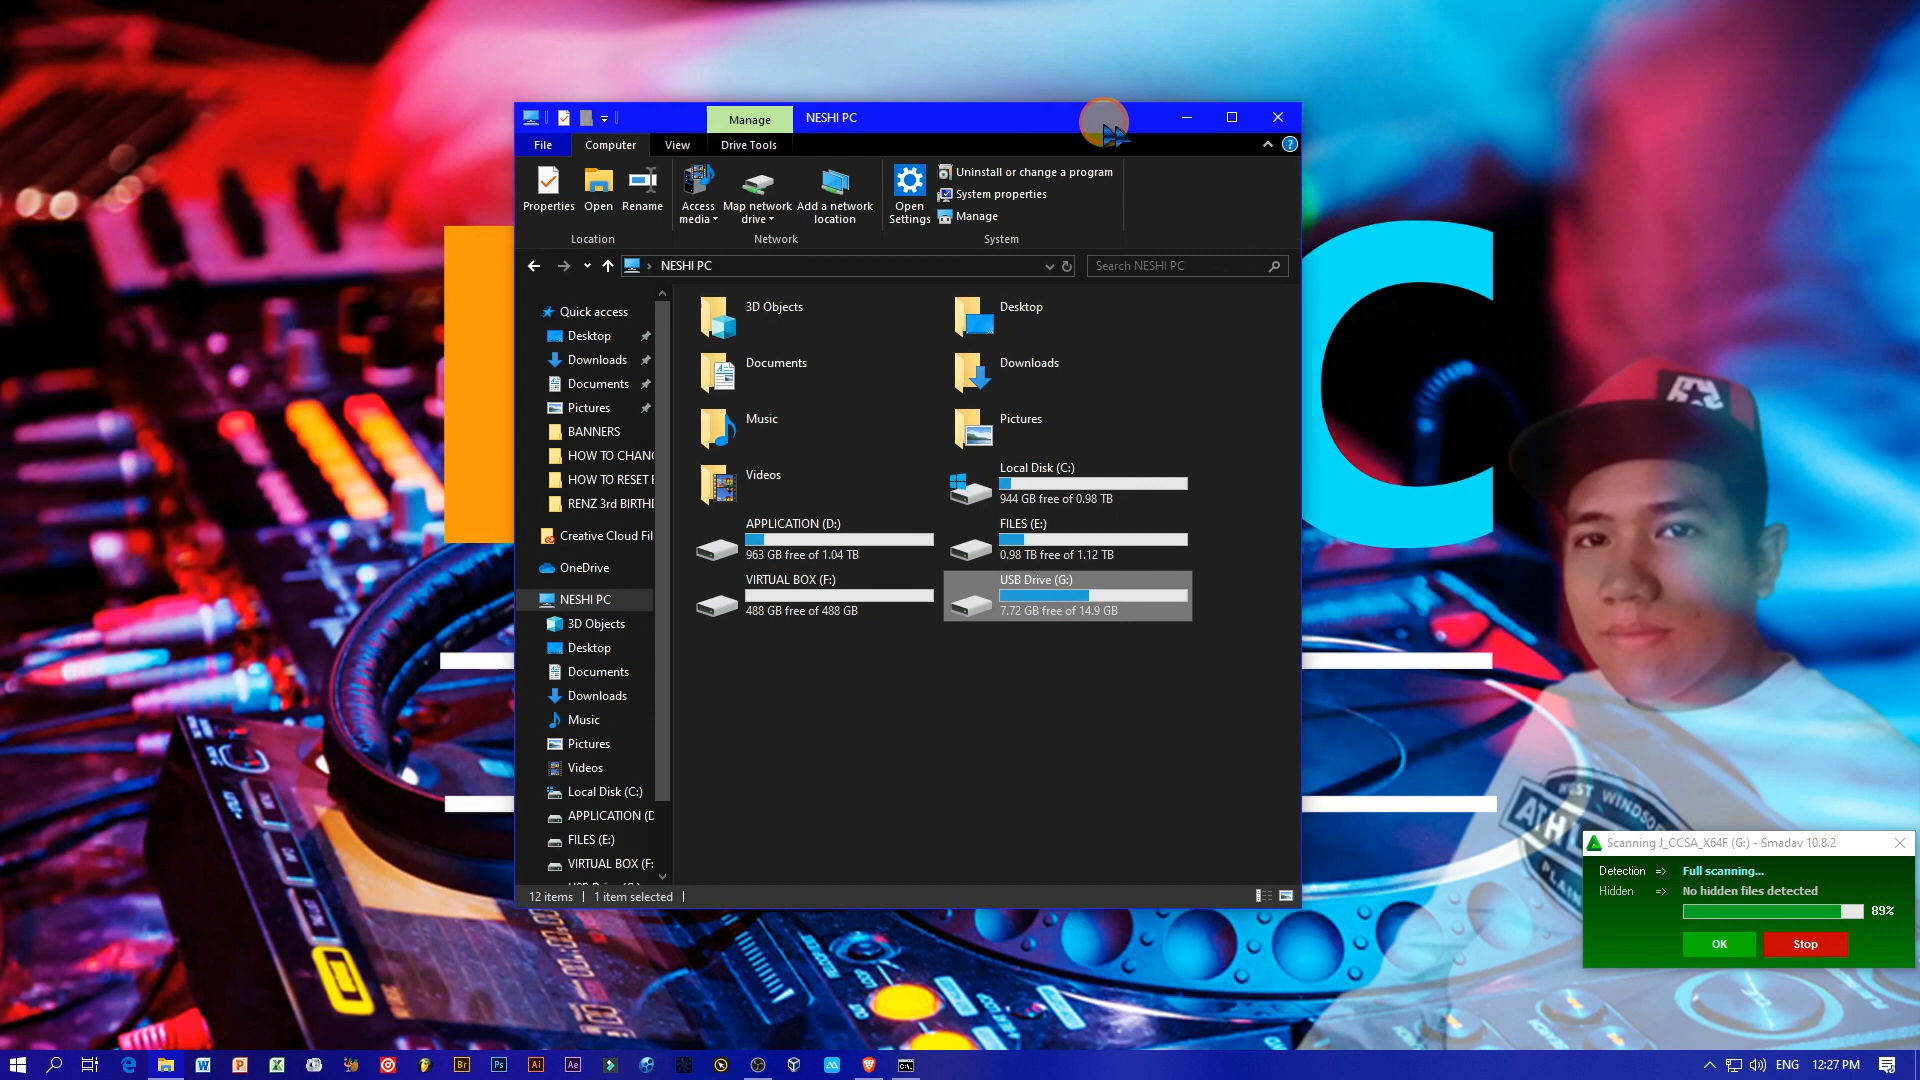 Manage
NESHI PC
File
Computer
View
Drive Tools
Properties
Open
Rename
Access media
Map network drive
Add a network location
Open Settings
Uninstall or change a program
System properties
Manage
Location
Network
System
NESHI PC
Search NESHI PC
Quick access
Desktop
Downloads
Documents
Pictures
BANNERS
HOW TO CHANG
HOW TO RESET
RENZ 3rd BIRTHD
Creative Cloud Fil
OneDrive
NESHI PC
3D Objects
Desktop
Documents
Downloads
Music
Pictures
Videos
Local Disk (C:)
APPLICATION (D
FILES (E:)
VIRTUAL BOX (F:
3D Objects
Desktop
Documents
Downloads
Music
Pictures
Videos
Local Disk (C:)
944 GB free of 0.98 TB
APPLICATION (D:)
963 GB free of 1.04 TB
FILES (E:)
0.98 TB free of 1.12 TB
VIRTUAL BOX (F:)
488 GB free of 488 GB
USB Drive (G:)
7.72 GB free of 14.9 GB
12 items
1 item selected
C
WEST WINDSOR
ATH
PLAIN
Scanning J_CCSA_X64F (G:) - Smadav 10.8.2
Detection => Full scanning...
Hidden => No hidden files detected
89%
OK
Stop
ENG
12:27 PM